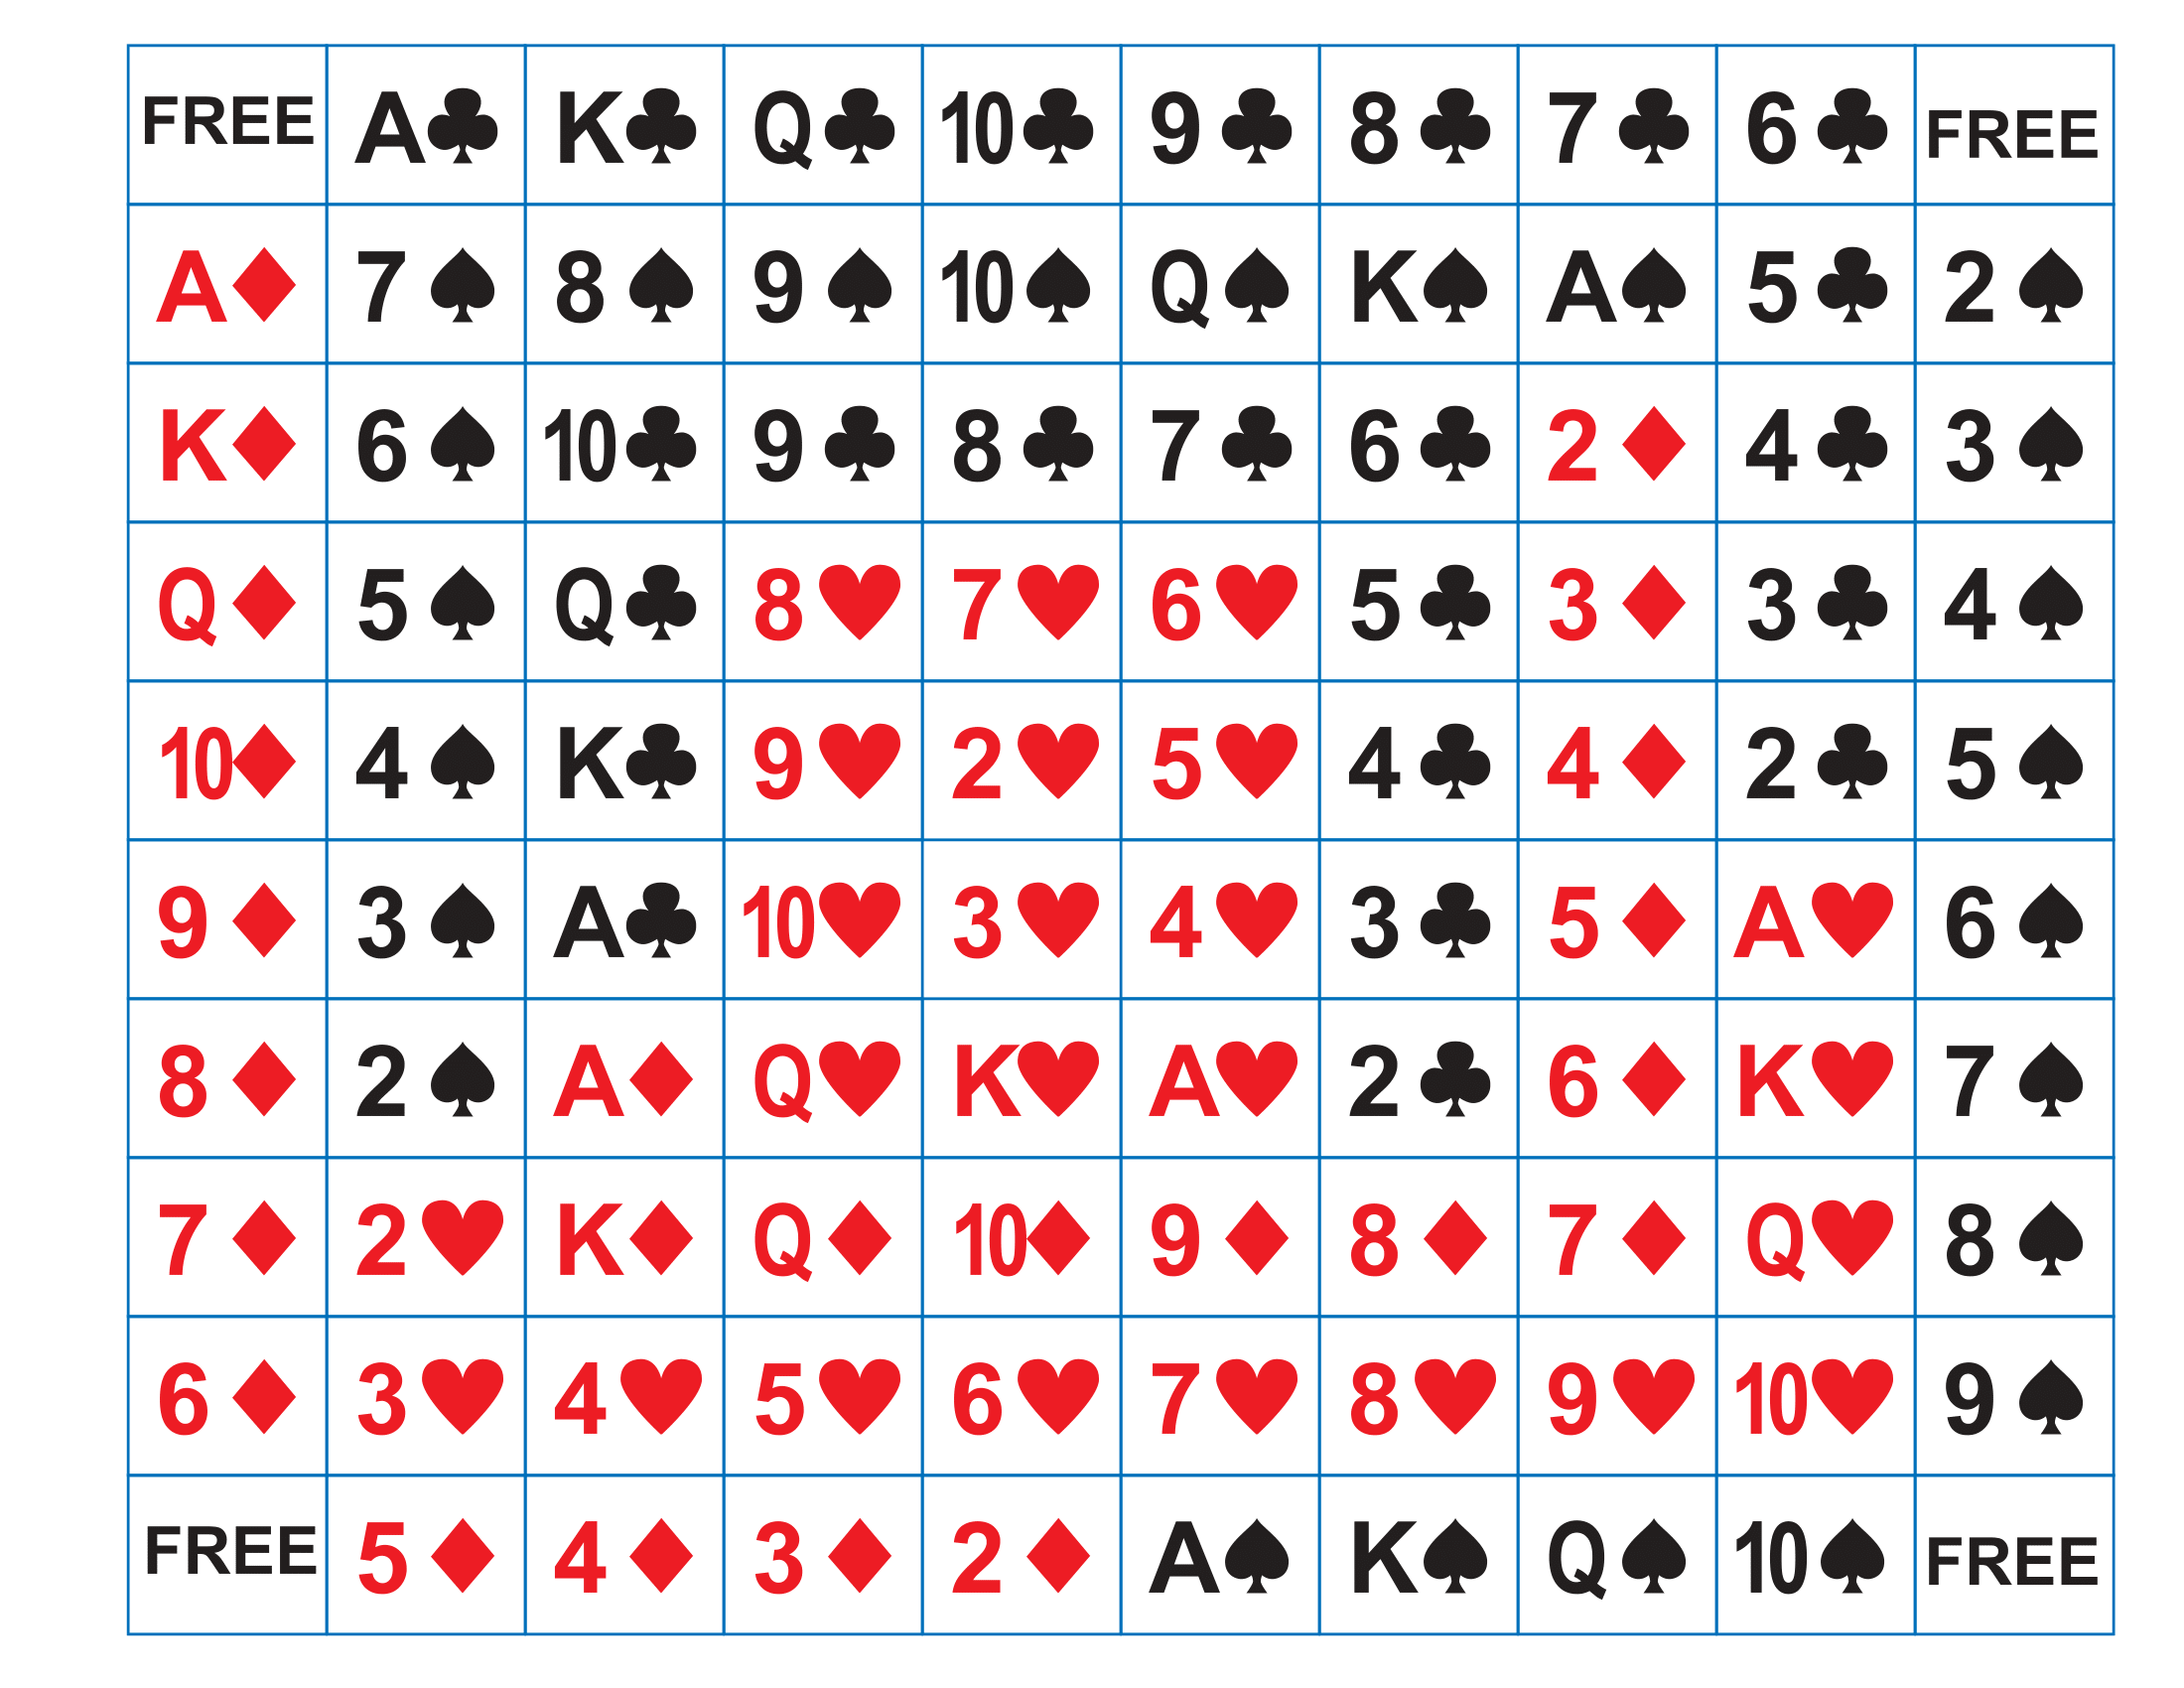 FREE A♣ K♣ Q♣ 10♣ 9♣ 8♣ 7♣ 6♣ FREE
A♦ 7♠ 8♠ 9♠ 10♠ Q♠ K♠ A♠ 5♣ 2♠
K♦ 6♠ 10♣ 9♣ 8♣ 7♣ 6♣ 2♦ 4♣ 3♠
Q♦ 5♠ Q♣ 8♥ 7♥ 6♥ 5♣ 3♦ 3♣ 4♠
10♦ 4♠ K♣ 9♥ 2♥ 5♥ 4♣ 4♦ 2♣ 5♠
9♦ 3♠ A♣ 10♥ 3♥ 4♥ 3♣ 5♦ A♥ 6♠
8♦ 2♠ A♦ Q♥ K♥ A♥ 2♣ 6♦ K♥ 7♠
7♦ 2♥ K♦ Q♦ 10♦ 9♦ 8♦ 7♦ Q♥ 8♠
6♦ 3♥ 4♥ 5♥ 6♥ 7♥ 8♥ 9♥ 10♥ 9♠
FREE 5♦ 4♦ 3♦ 2♦ A♠ K♠ Q♠ 10♠ FREE